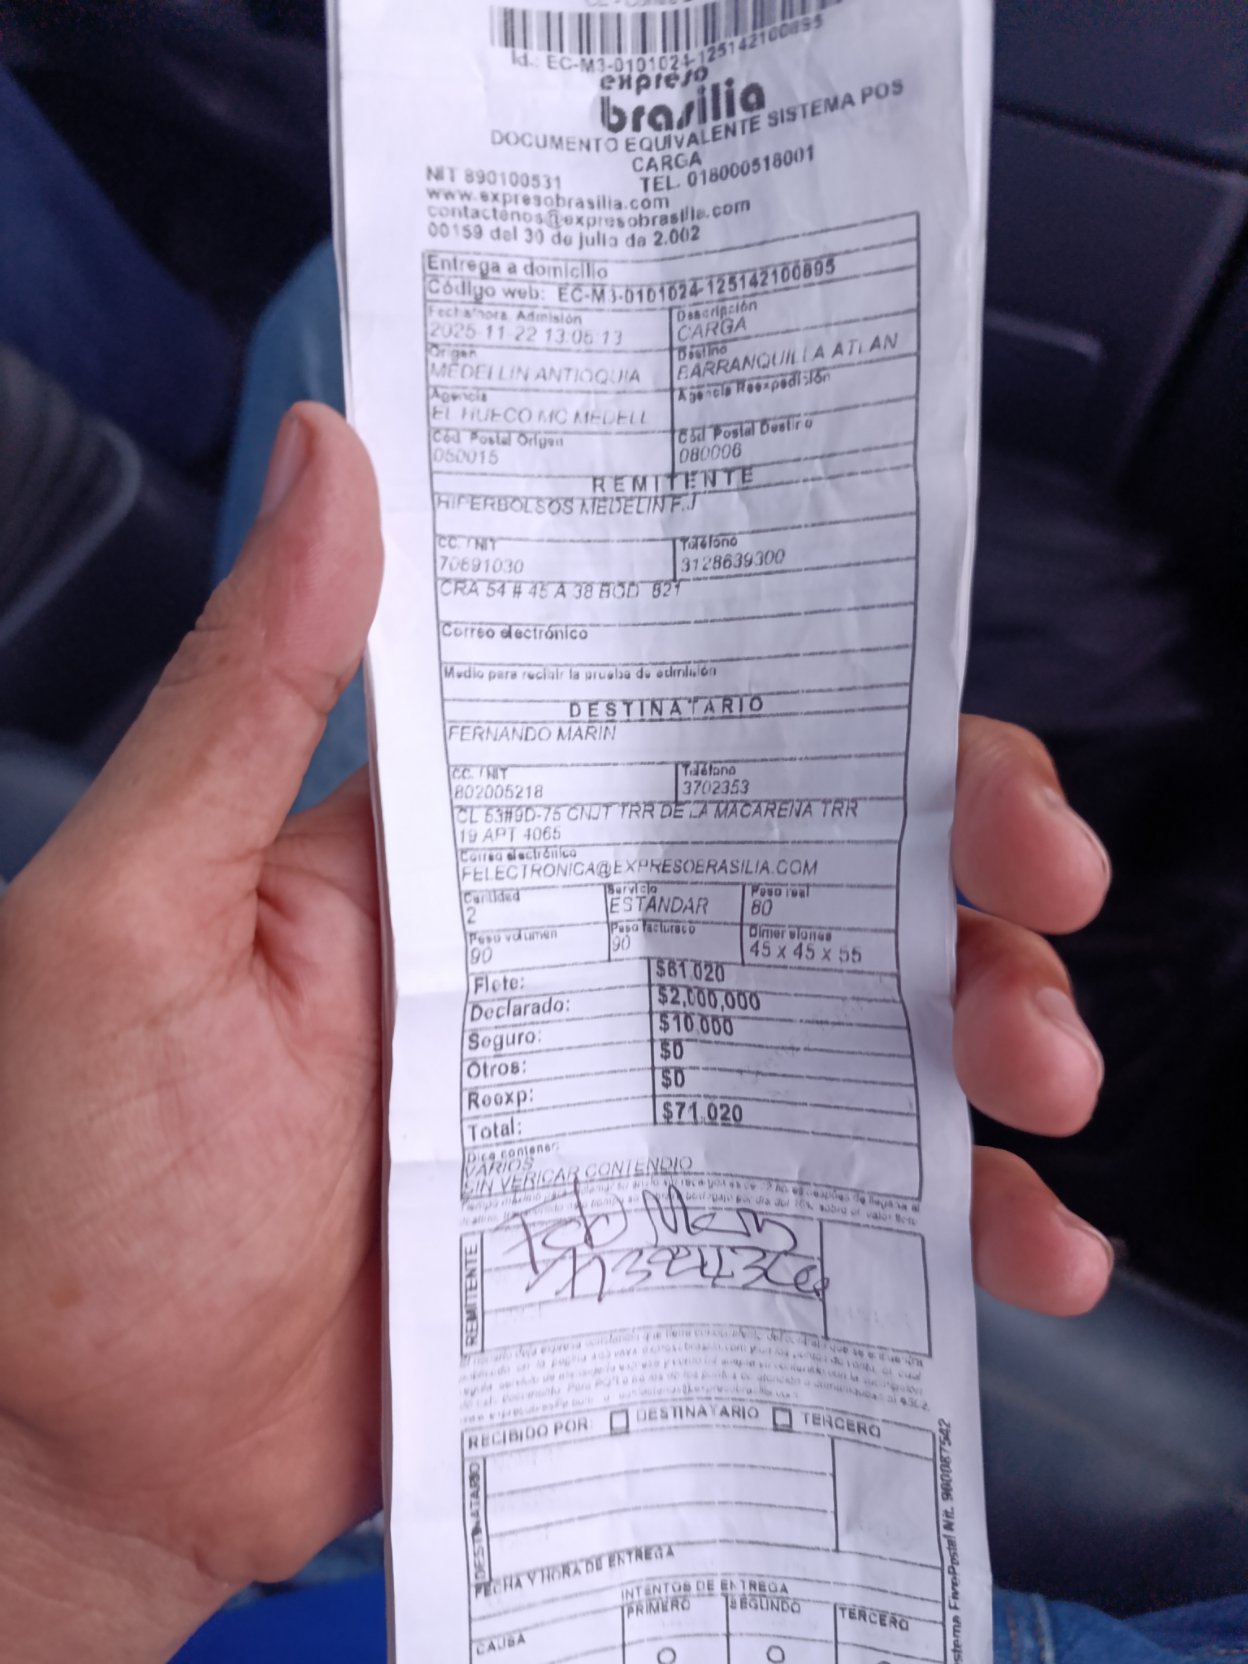 Id.: EC-M3-0101024-125142100895
expreso
brasilia
DOCUMENTO EQUIVALENTE SISTEMA POS
CARGA
NIT 890100531 TEL. 018000518001
www.expresobrasilia.com
contactenos@expresobrasilia.com
00159 del 30 de julio de 2.002
Entrega a domicilio
Código web: EC-M3-0101024-125142100895
Fecha/hora Admisión Descripción
2025-11-22 13:05:13 CARGA
Origen Destino
MEDELLIN ANTIOQUIA BARRANQUILLA ATLAN
Agencia Agencia Reexpedición
EL HUECO MC MEDELL
Cód. Postal Origen Cód Postal Destino
050015 080006
REMITENTE
HIPERBOLSOS MEDELIN F.J
CC. / NIT Teléfono
70691030 3128639300
CRA 54 # 45 A 38 BOD 821
Correo electrónico
Medio para recibir la prueba de admisión
DESTINATARIO
FERNANDO MARIN
CC. / NIT Teléfono
802005218 3702353
CL 63#9D-75 CNJT TRR DE LA MACARENA TRR
19 APT 4065
Correo electrónico
FELECTRONICA@EXPRESOBRASILIA.COM
Cantidad Servicio Peso real
2 ESTANDAR 80
Peso volumen Peso facturado Dimensiones
90 90 45 x 45 x 55
Flete: $61.020
Declarado: $2,000,000
Seguro: $10.000
Otros: $0
Reexp: $0
Total: $71.020
Dice contener:
VARIOS
SIN VERICAR CONTENDIO
REMITENTE
RECIBIDO POR: DESTINATARIO TERCERO
DESTINATARIO
FECHA Y HORA DE ENTREGA
INTENTOS DE ENTREGA
CAUSA PRIMERO SEGUNDO TERCERO
FivePostal Nit. 900087542